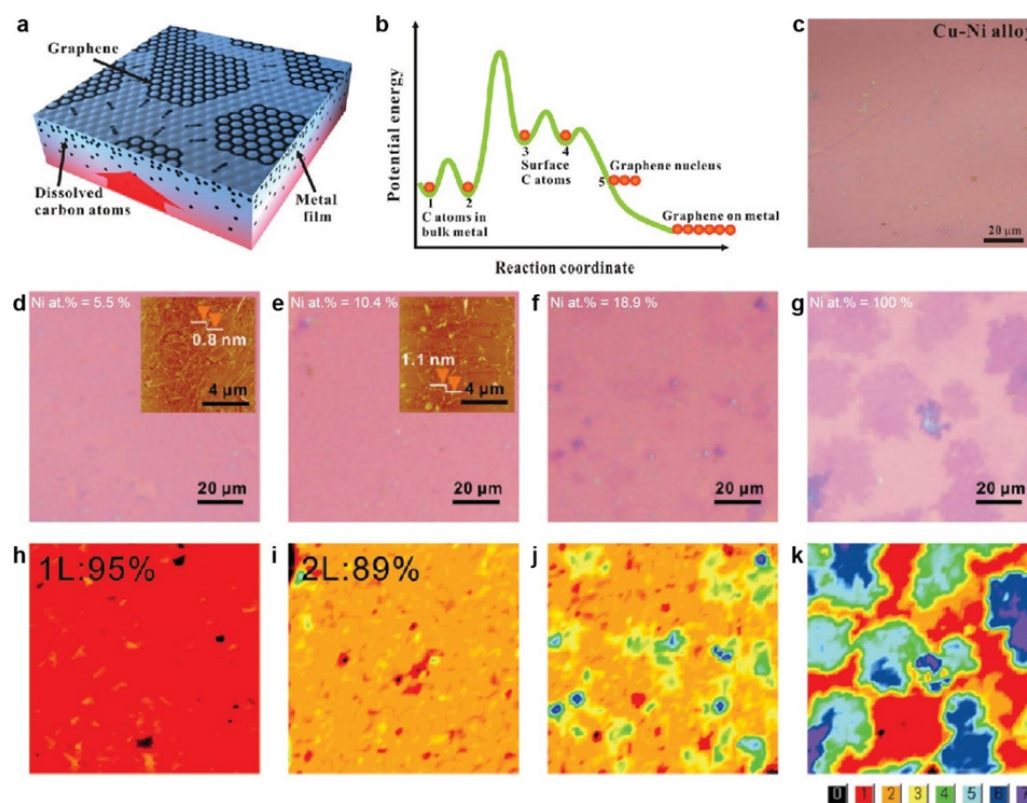 a
Graphene
Dissolved
carbon atoms
Metal
film
b
Potential energy
1
2
C atoms in
bulk metal
3
4
Surface
C atoms
5
Graphene nucleus
Graphene on metal
Reaction coordinate
c
Cu-Ni alloy
20 μm
d
Ni at.% = 5.5 %
0.8 nm
4 μm
20 μm
e
Ni at.% = 10.4 %
1.1 nm
4 μm
20 μm
f
Ni at.% = 18.9 %
20 μm
g
Ni at.% = 100 %
20 μm
h
1L:95%
i
2L:89%
j
k
0 1 2 3 4 5 6